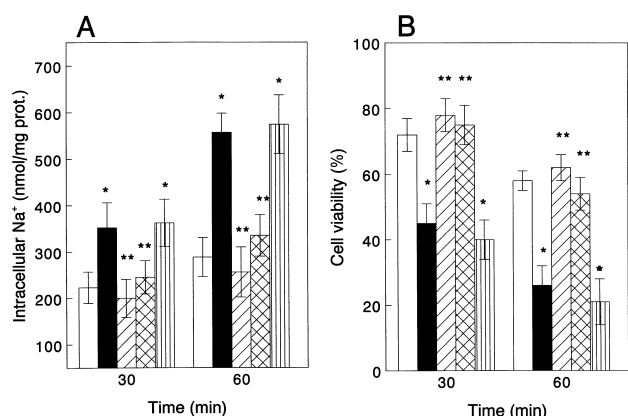 A
Intracellular Na⁺ (nmol/mg prot.)
700
600
500
400
300
200
100
* ** ** *
* ** ** *
30 60
Time (min)
B
Cell viability (%)
100
80
60
40
20
0
* ** ** *
* ** ** *
30 60
Time (min)